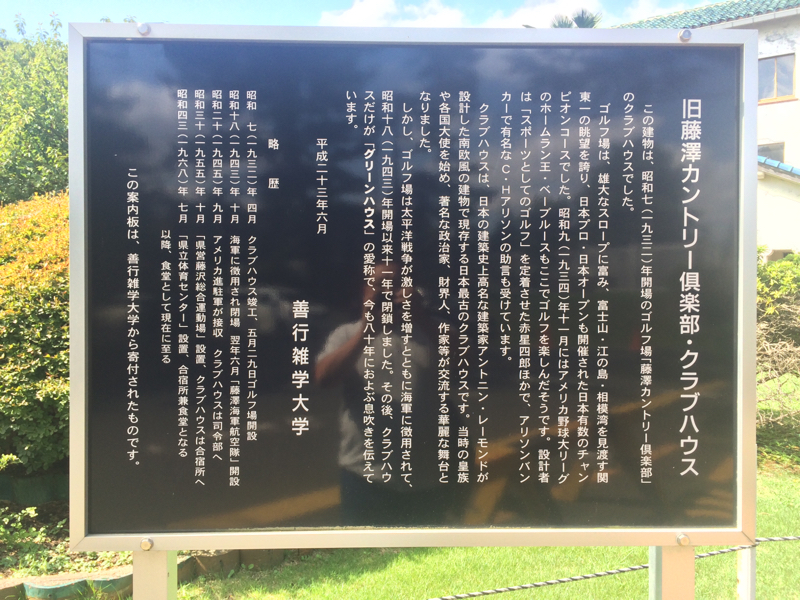 旧藤澤カントリー倶楽部・クラブハウス
この建物は、昭和七(一九三二)年開場のゴルフ場「藤澤カントリー倶楽部」
のクラブハウスでした。
ゴルフ場は、雄大なスロープに富み、富士山・江の島・相模湾を見渡す関
東一の眺望を誇り、日本プロ・日本オープンも開催された日本有数のチャン
ピオンコースでした。昭和九(一九三四)年十一月にはアメリカ野球大リーグ
のホームラン王・ベーブルースもここでゴルフを楽しんだそうです。設計者
は「スポーツとしてのゴルフ」を定着させた赤星四郎ほかで、アリソンバン
カーで有名なC・Hアリソンの助言も受けています。
クラブハウスは、日本の建築史上高名な建築家アントニン・レーモンドが
設計した南欧風の建物で現存する日本最古のクラブハウスです。当時の皇族
や各国大使を始め、著名な政治家、財界人、作家等が交流する華麗な舞台と
なりました。
しかし、ゴルフ場は太平洋戦争が激しさを増すとともに海軍に徴用されて、
昭和十八(一九四三)年開場以来十一年で閉鎖しました。その後、クラブハウ
スだけが「グリーンハウス」の愛称で、今も八十年におよぶ息吹きを伝えて
います。
平成二十三年六月
善行雑学大学
略 歴
昭和 七(一九三二)年 四月 クラブハウス竣工、五月二九日ゴルフ場開設
昭和十八(一九四三)年 十月 海軍に徴用され閉場 翌年六月「藤澤海軍航空隊」開設
昭和二十(一九四五)年 九月 アメリカ進駐軍が接収 クラブハウスは司令部へ
昭和三十(一九五五)年 十月 「県営藤沢総合運動場」設置、クラブハウスは合宿所へ
昭和四三(一九六八)年 七月 「県立体育センター」設置、合宿所兼食堂となる
以降、食堂として現在に至る
この案内板は、善行雑学大学から寄付されたものです。